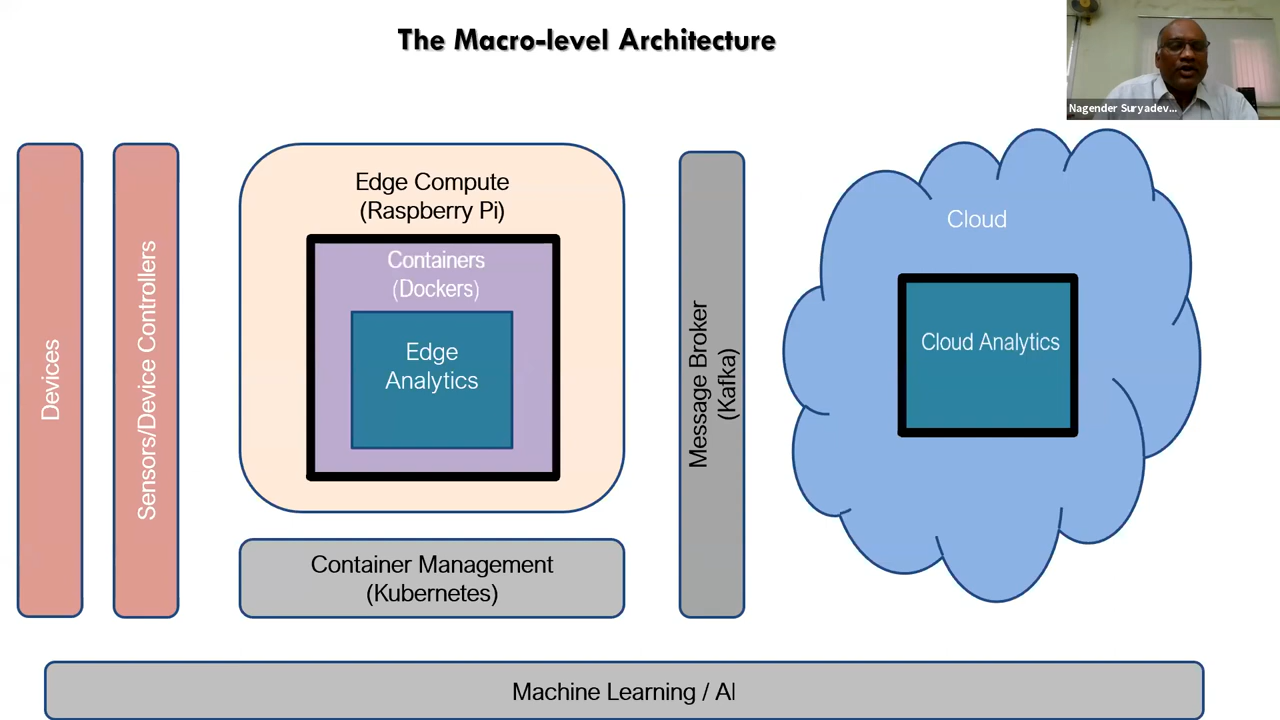 The Macro-level Architecture
Nagender Suryadev...
Devices
Sensors/Device Controllers
Edge Compute
(Raspberry Pi)
Containers
(Dockers)
Edge
Analytics
Container Management
(Kubernetes)
Message Broker
(Kafka)
Cloud
Cloud Analytics
Machine Learning / AI